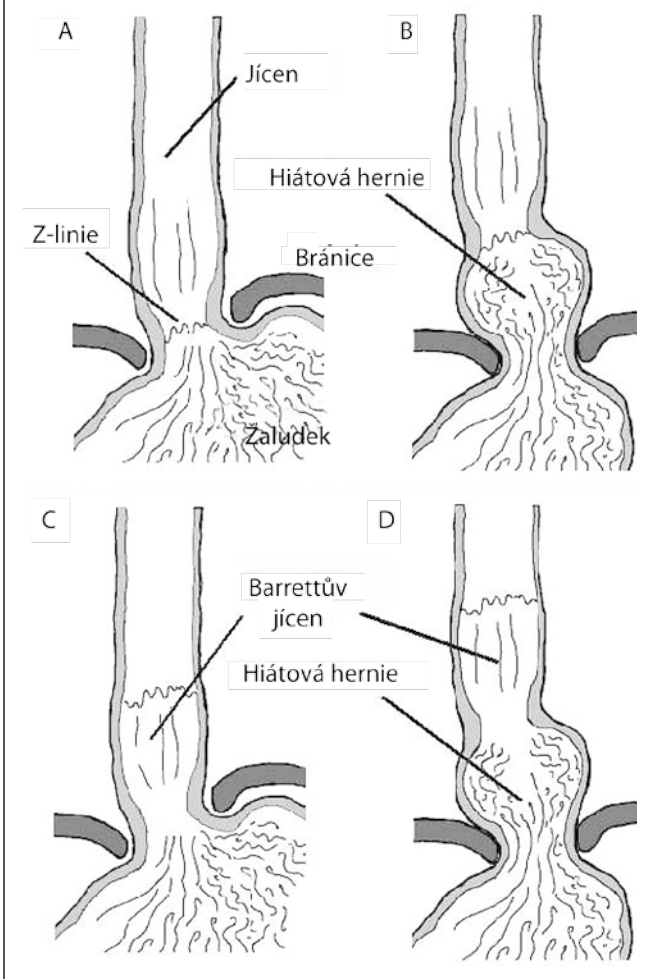 A
B
Jícen
Hiátová hernie
Z-linie
Bránice
Žaludek
C
D
Barrettův
jícen
Hiátová hernie